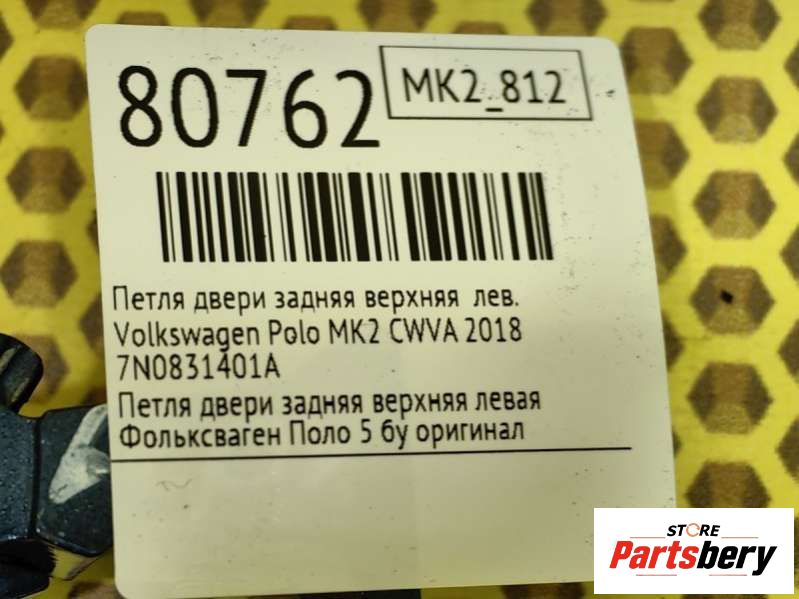 80762
MK2_812
Петля двери задняя верхняя лев.
Volkswagen Polo MK2 CWVA 2018
7N0831401A
Петля двери задняя верхняя левая
Фольксваген Поло 5 бу оригинал
STORE
Partsbery